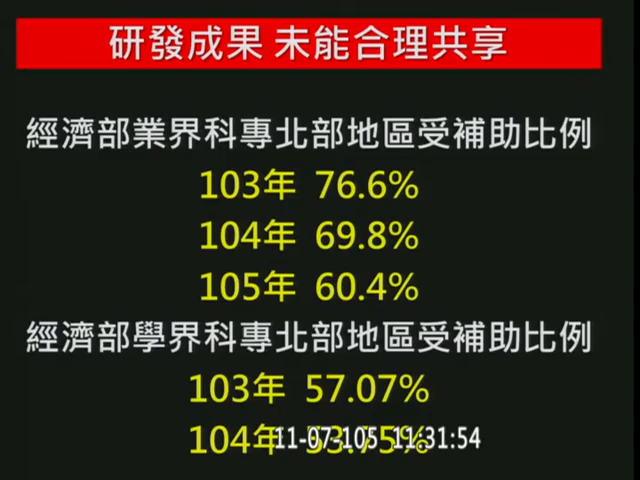 研發成果 未能合理共享
經濟部業界科專北部地區受補助比例
103年 76.6%
104年 69.8%
105年 60.4%
經濟部學界科專北部地區受補助比例
103年 57.07%
104年 53.75%
11-07-105 11:31:54